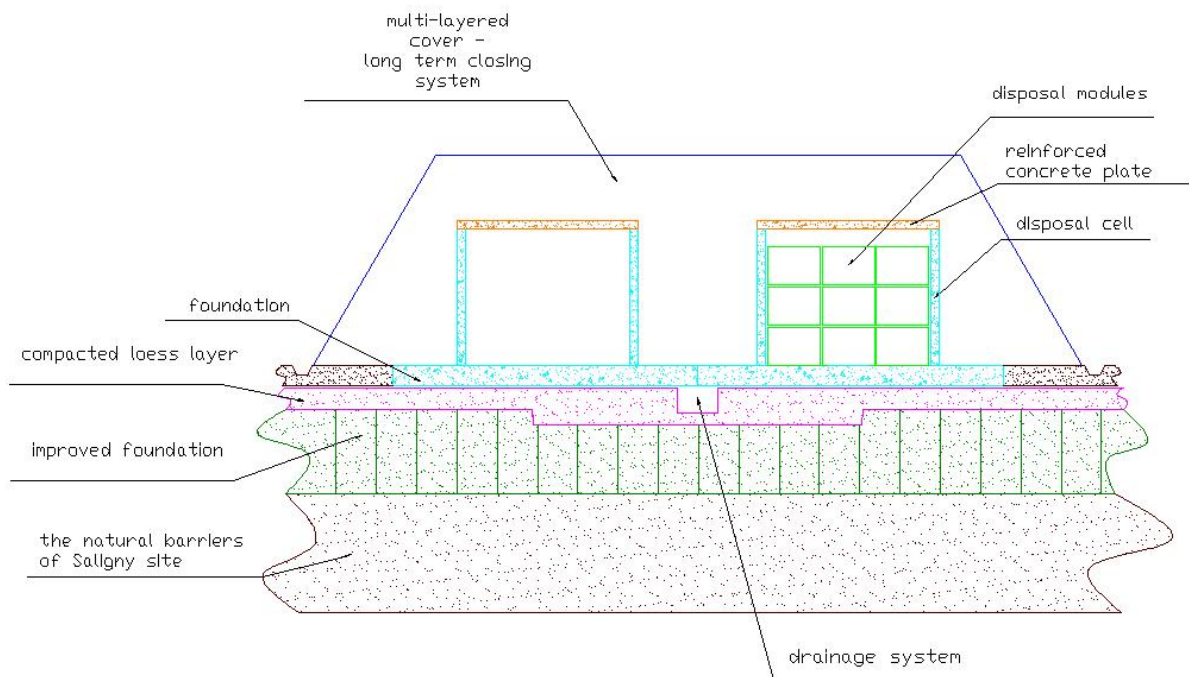 multi-layered
cover -
long term closing
system
disposal modules
reinforced
concrete plate
disposal cell
foundation
compacted loess layer
improved foundation
the natural barriers
of Saligny site
drainage system